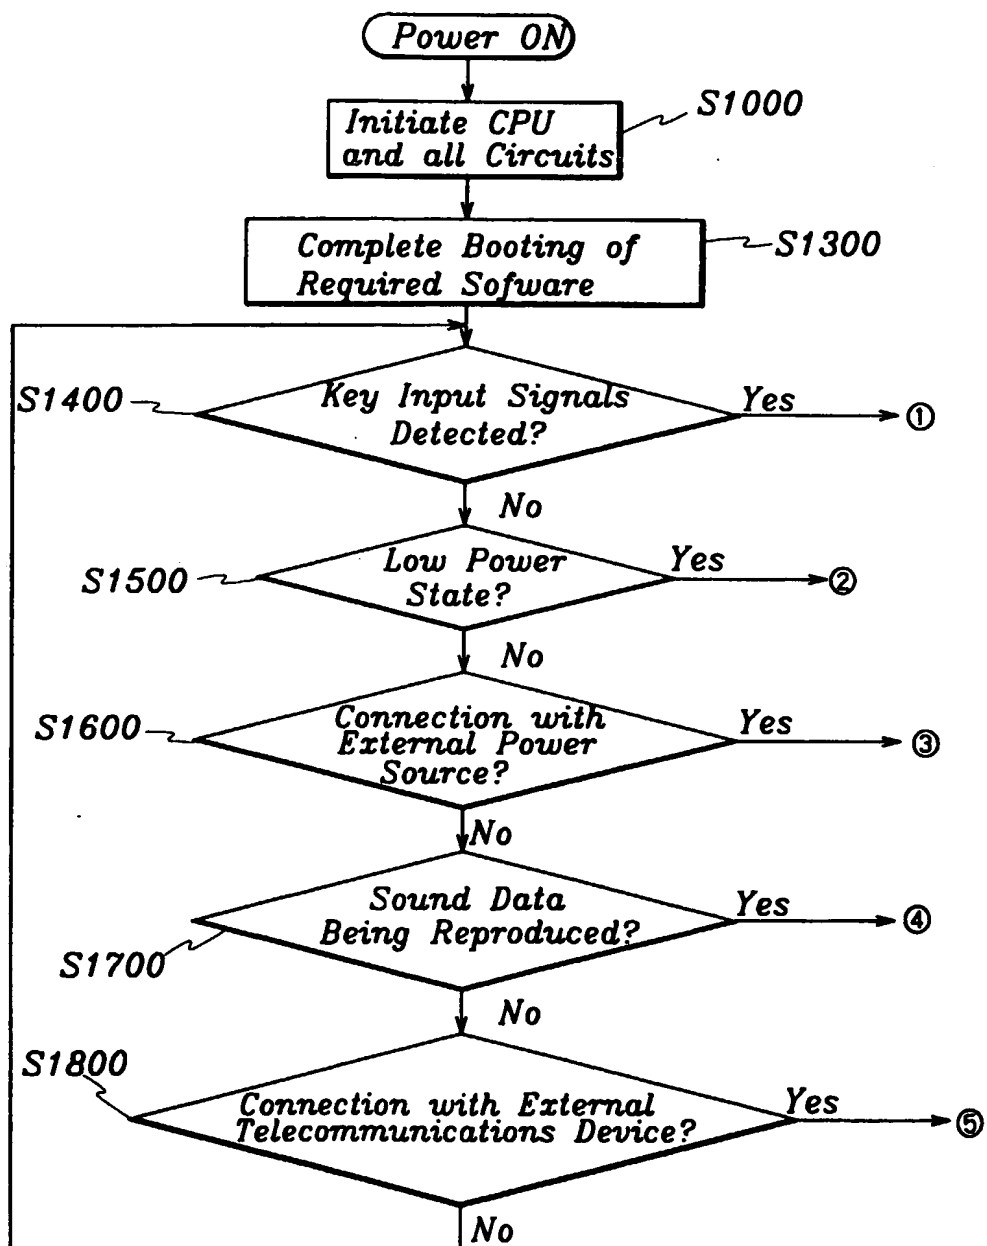 Power ON
S1000
Initiate CPU
and all Circuits
Complete Booting of
Required Sofware
S1300
S1400
Key Input Signals
Detected?
Yes
①
No
S1500
Low Power
State?
Yes
②
No
S1600
Connection with
External Power
Source?
Yes
③
No
S1700
Sound Data
Being Reproduced?
Yes
④
No
S1800
Connection with External
Telecommunications Device?
Yes
⑤
No